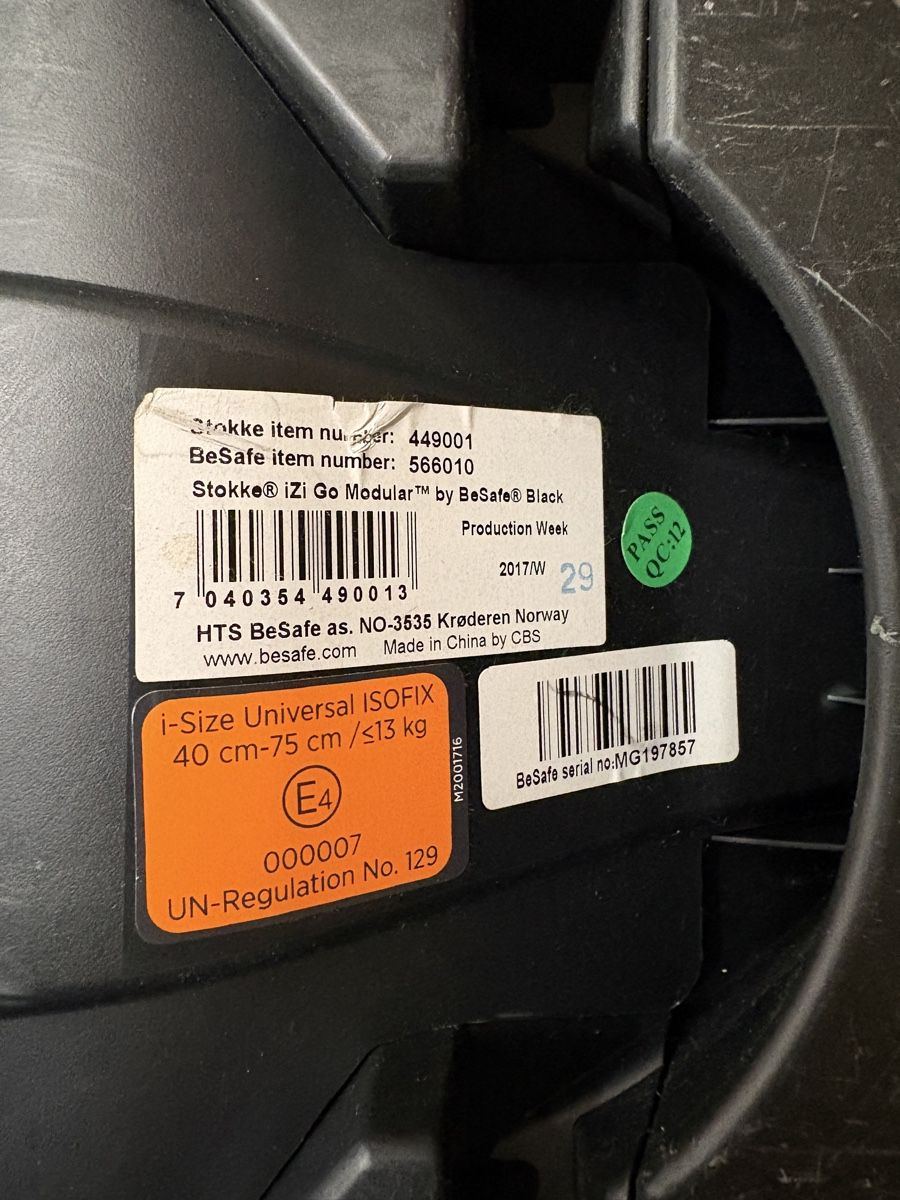 Stokke item number: 449001
BeSafe item number: 566010
Stokke® iZi Go Modular™ by BeSafe® Black
Production Week
2017/W 29
7 040354 490013
HTS BeSafe as. NO-3535 Krøderen Norway
www.besafe.com Made in China by CBS
PASS
QC:12
i-Size Universal ISOFIX
40 cm-75 cm /≤13 kg
E4
000007
UN-Regulation No. 129
M2001716
BeSafe serial no:MG197857